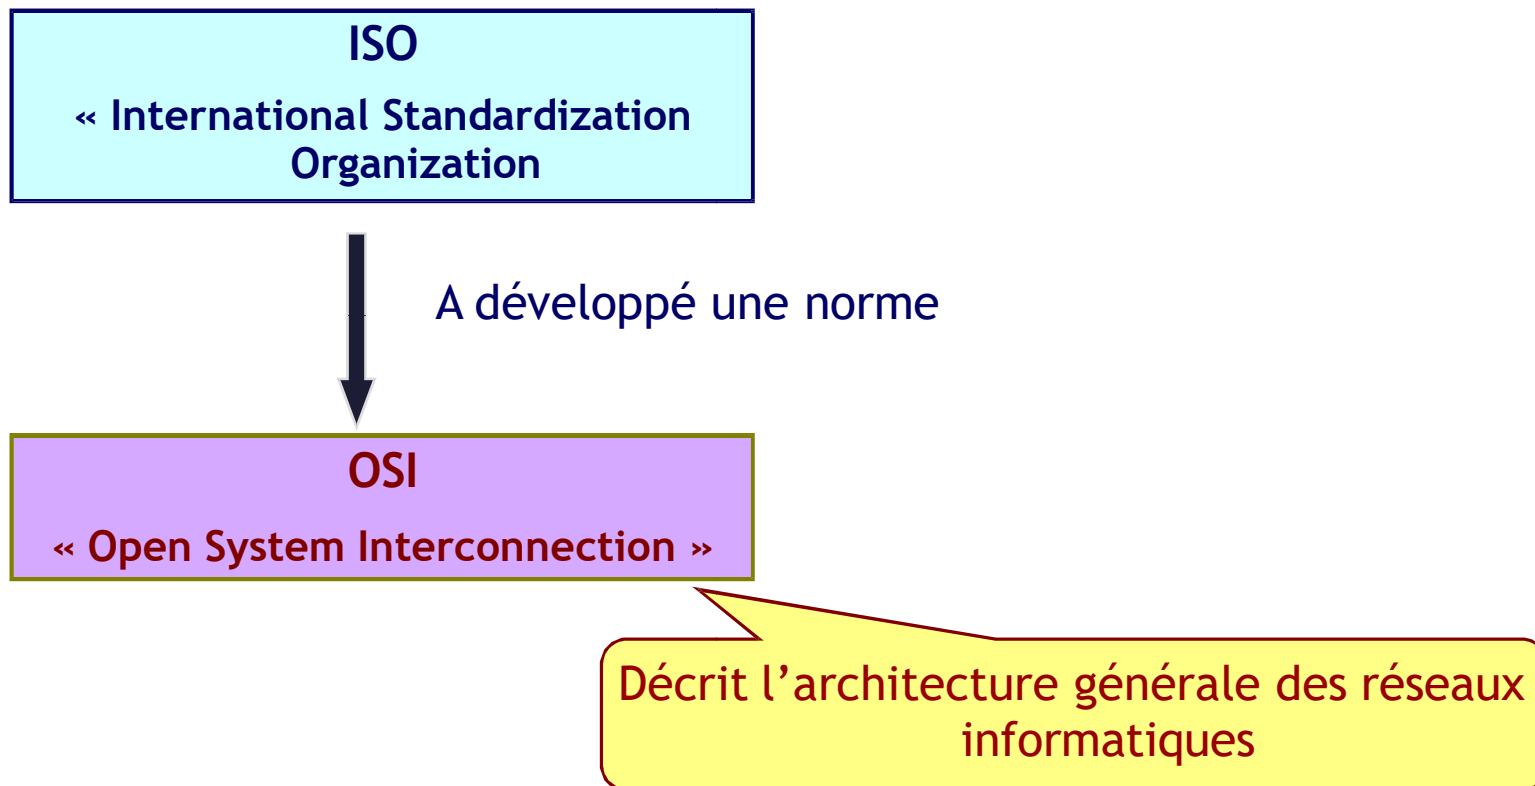 ISO
« International Standardization
Organization
A développé une norme
OSI
« Open System Interconnection »
Décrit l’architecture générale des réseaux
informatiques